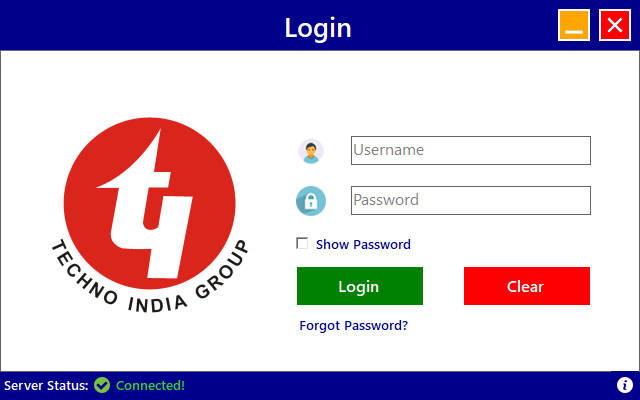 Login
TECHNO INDIA GROUP
Username
Password
Show Password
Login
Clear
Forgot Password?
Server Status: Connected!